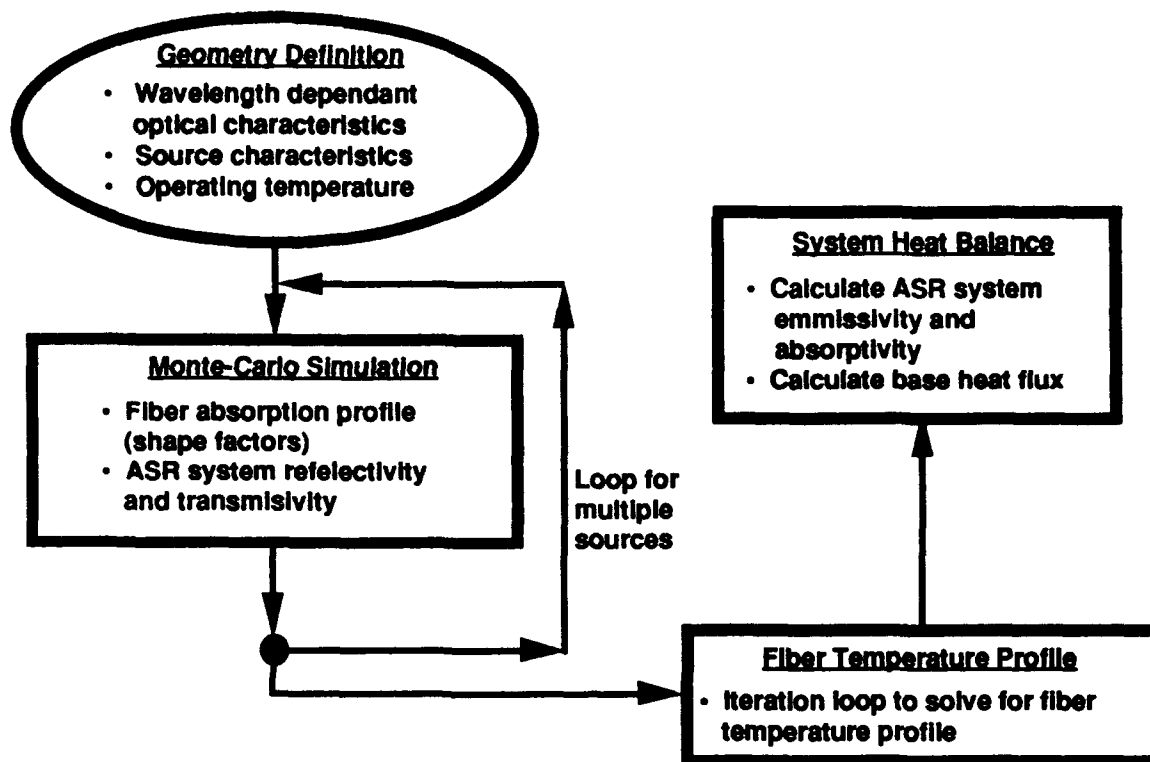 Geometry Definition
• Wavelength dependant
optical characteristics
• Source characteristics
• Operating temperature
Monte-Carlo Simulation
• Fiber absorption profile
(shape factors)
• ASR system refelectivity
and transmisivity
Loop for
multiple
sources
System Heat Balance
• Calculate ASR system
emmissivity and
absorptivity
• Calculate base heat flux
Fiber Temperature Profile
• Iteration loop to solve for fiber
temperature profile